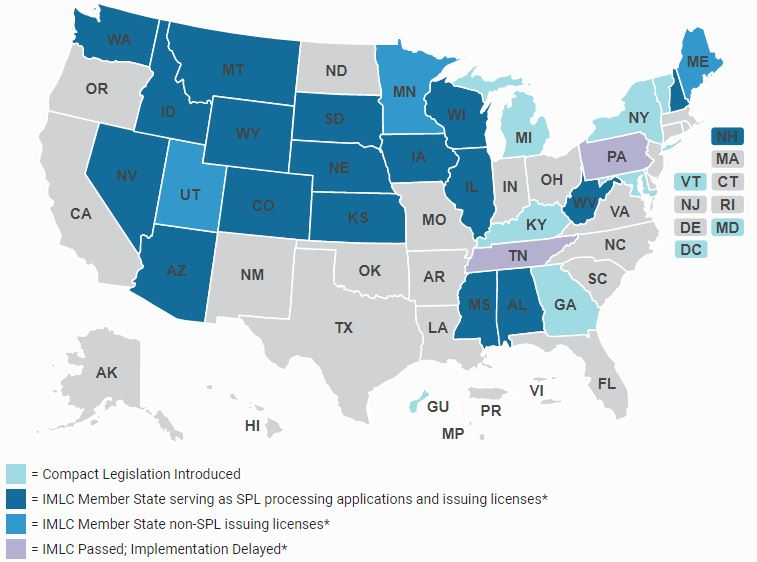 WA
ME
MT
ND
OR
MN
ID
SD
WI
NY
WY
MI
IA
PA
NE
NV
OH
IL
IN
UT
CO
WV
VA
CA
KS
MO
KY
NC
TN
AZ
OK
NM
AR
SC
MS
AL
GA
TX
LA
AK
FL
HI
GU
PR
VI
MP
NH
MA
VT CT
NJ RI
DE MD
DC
= Compact Legislation Introduced
= IMLC Member State serving as SPL processing applications and issuing licenses*
= IMLC Member State non-SPL issuing licenses*
= IMLC Passed; Implementation Delayed*